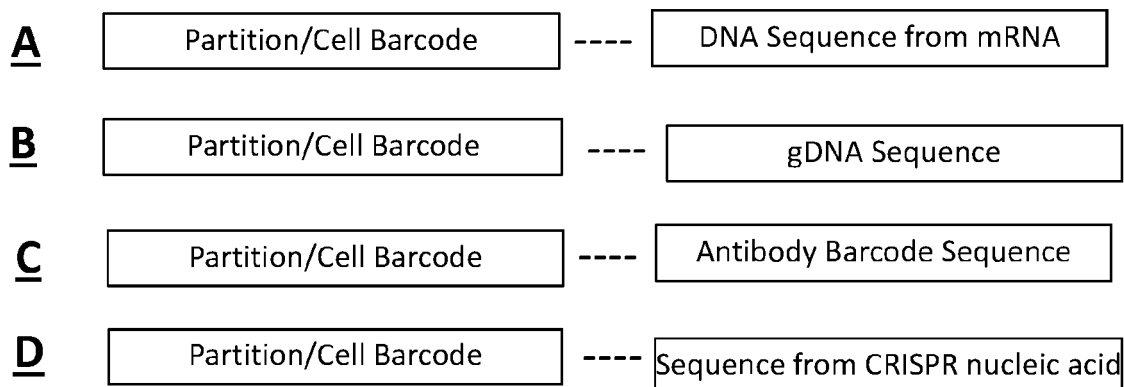 A Partition/Cell Barcode ---- DNA Sequence from mRNA
B Partition/Cell Barcode ---- gDNA Sequence
C Partition/Cell Barcode ---- Antibody Barcode Sequence
D Partition/Cell Barcode ---- Sequence from CRISPR nucleic acid